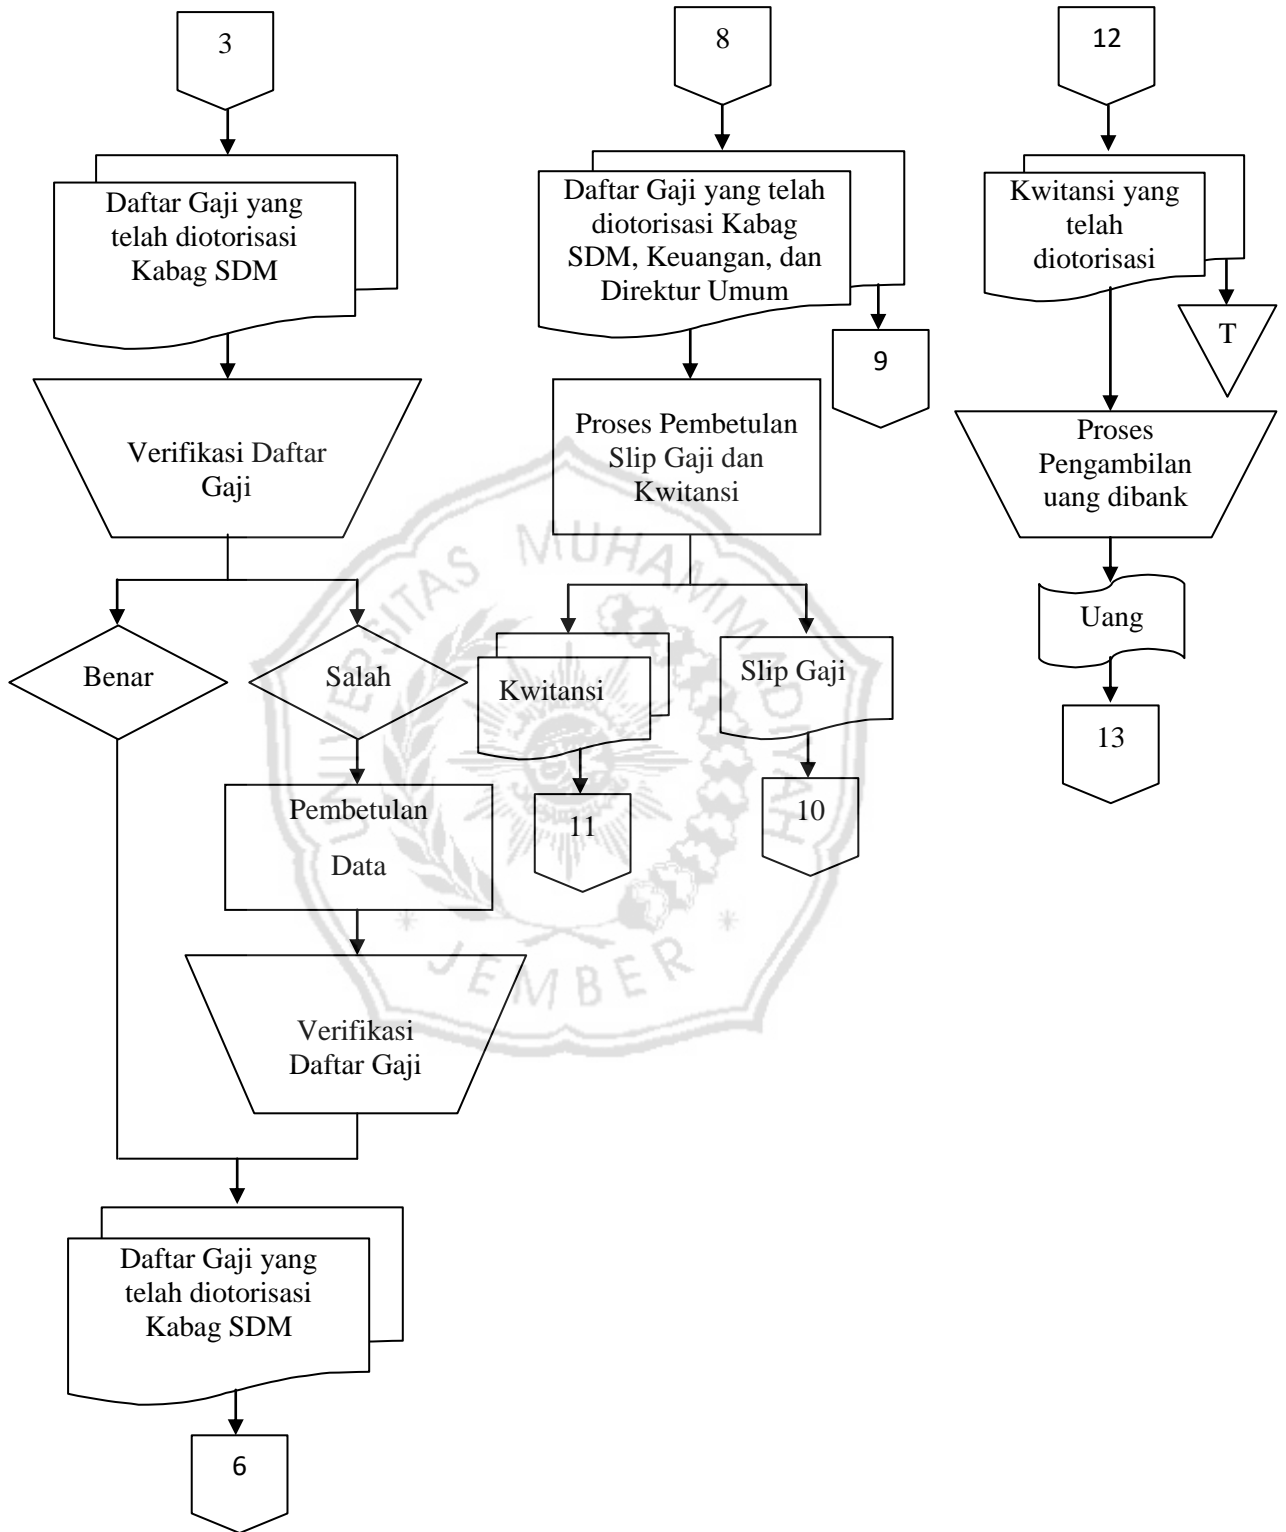 3
Daftar Gaji yang
telah diotorisasi
Kabag SDM
Verifikasi Daftar
Gaji
Benar
Salah
Pembetulan
Data
Verifikasi
Daftar Gaji
Daftar Gaji yang
telah diotorisasi
Kabag SDM
6
8
Daftar Gaji yang telah
diotorisasi Kabag
SDM, Keuangan, dan
Direktur Umum
9
Proses Pembetulan
Slip Gaji dan
Kwitansi
Kwitansi
Slip Gaji
11
10
12
Kwitansi yang
telah
diotorisasi
T
Proses
Pengambilan
uang dibank
Uang
13
UNIVERSITAS MUHAMMADIYAH
JEMBER